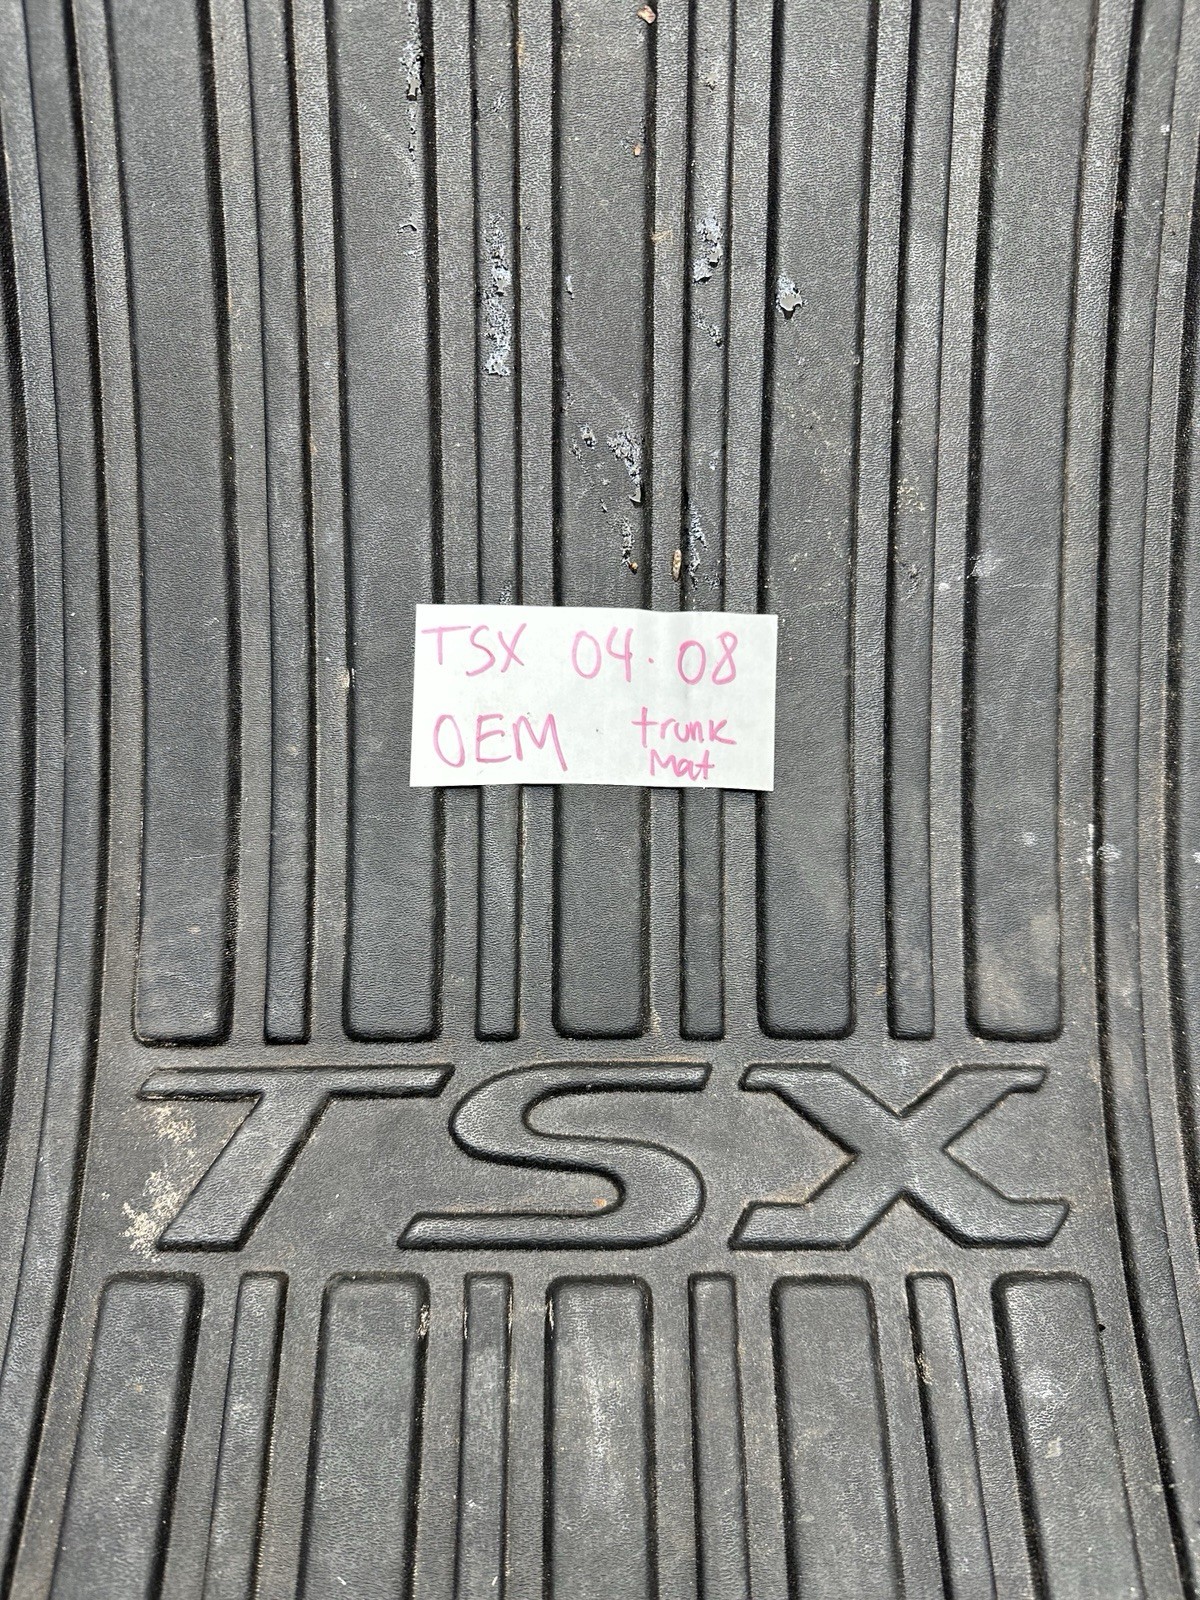 TSX 04-08
OEM trunk
Mat
TSX